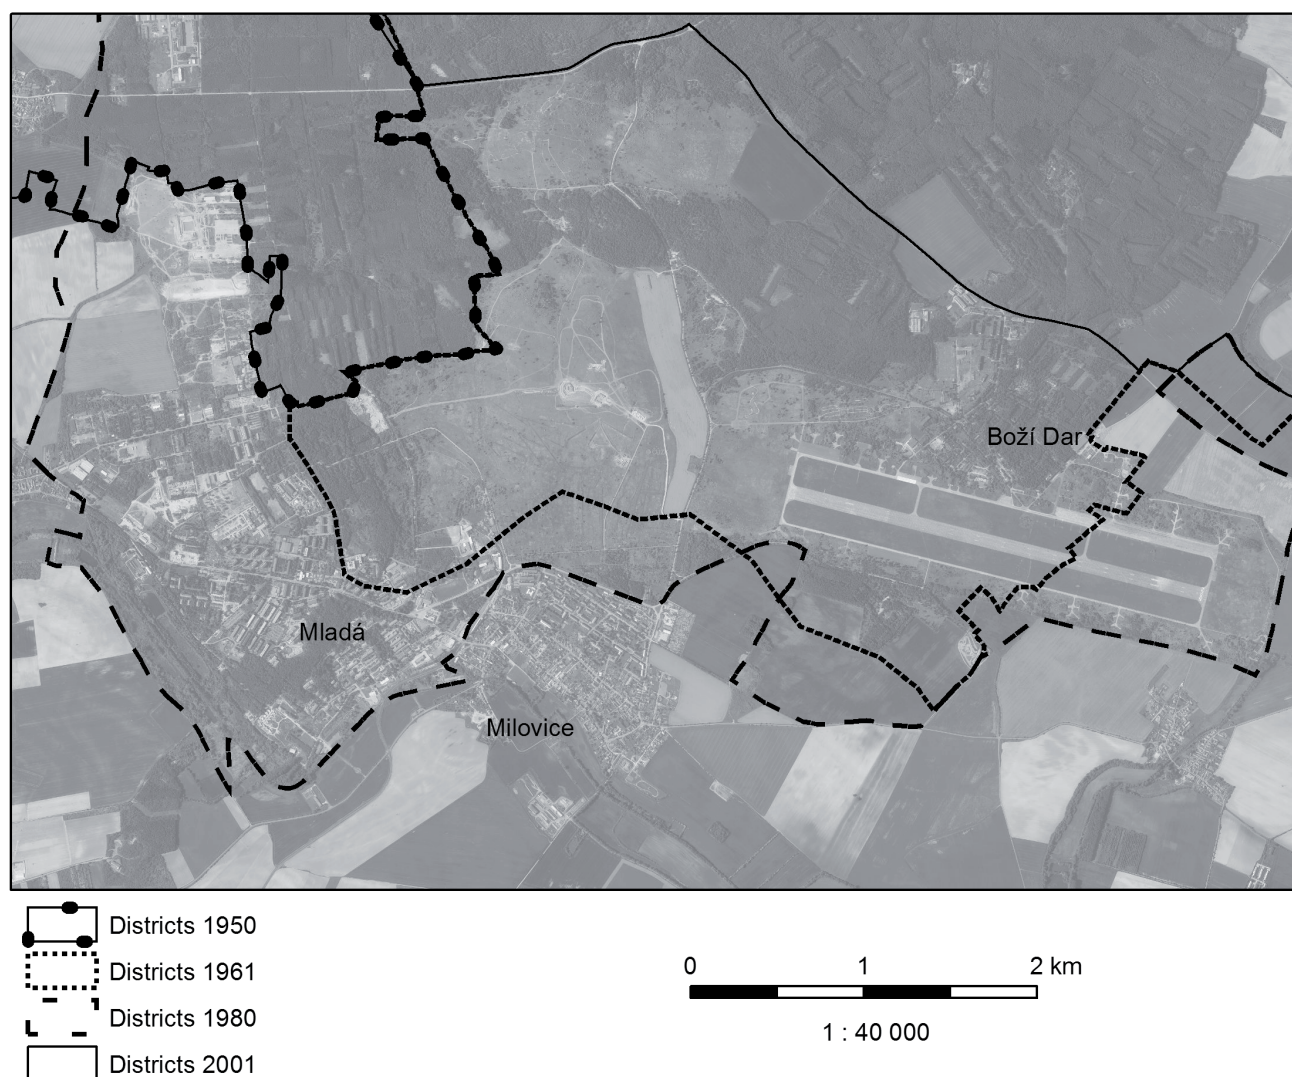 Boží Dar
Mladá
Milovice
Districts 1950
Districts 1961
Districts 1980
Districts 2001
0 1 2 km
1 : 40 000